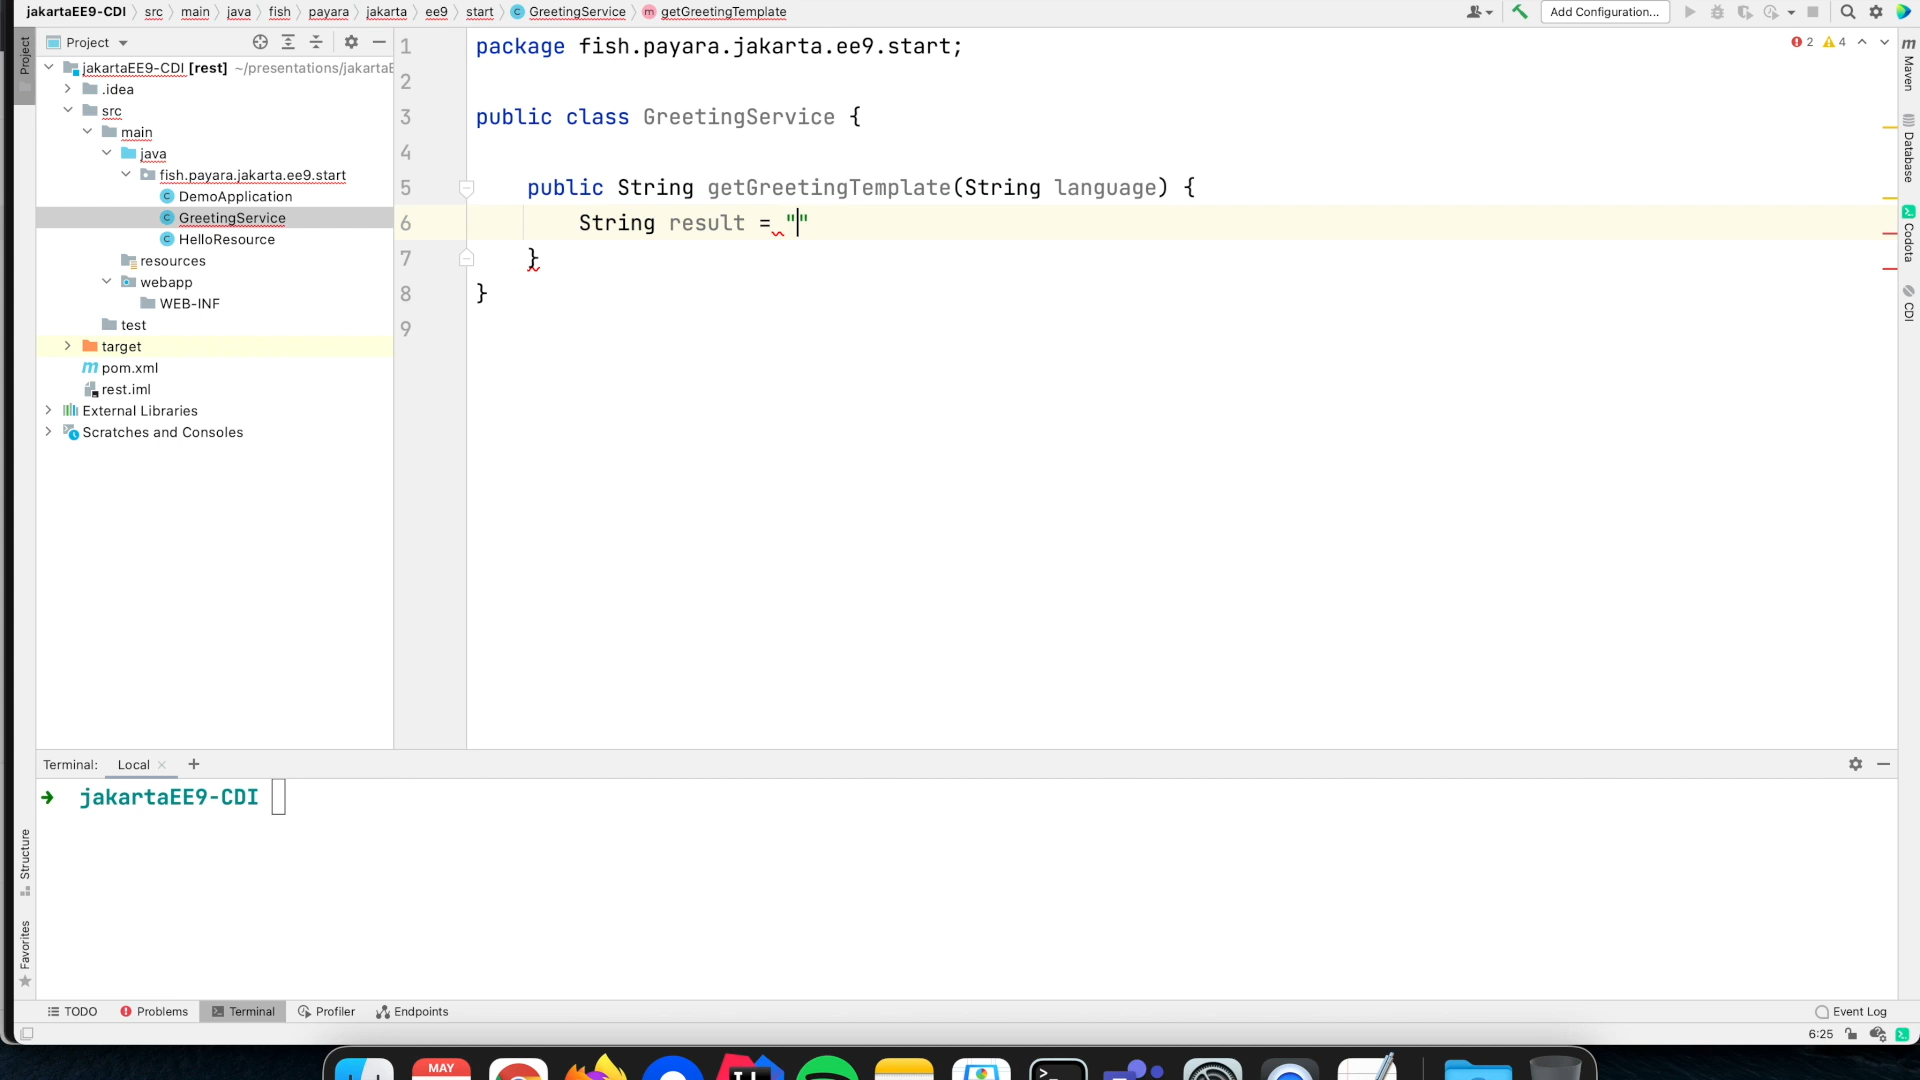 jakartaEE9-CDI src main java fish payara jakarta ee9 start GreetingService getGreetingTemplate Add Configuration...
Project
Project
1 package fish.payara.jakarta.ee9.start;
2 4
jakartaEE9-CDI [rest] ~/presentations/jakartaE
2
.idea
src
3 public class GreetingService {
main
4
java
fish.payara.jakarta.ee9.start
5 public String getGreetingTemplate(String language) {
DemoApplication
GreetingService
6 String result = ""
HelloResource
7 }
resources
webapp
8 }
WEB-INF
9
test
target
pom.xml
rest.iml
External Libraries
Scratches and Consoles
Maven
Database
Codota
CDI
Terminal: Local
jakartaEE9-CDI
Structure
Favorites
TODO Problems Terminal Profiler Endpoints Event Log
6:25
MAY